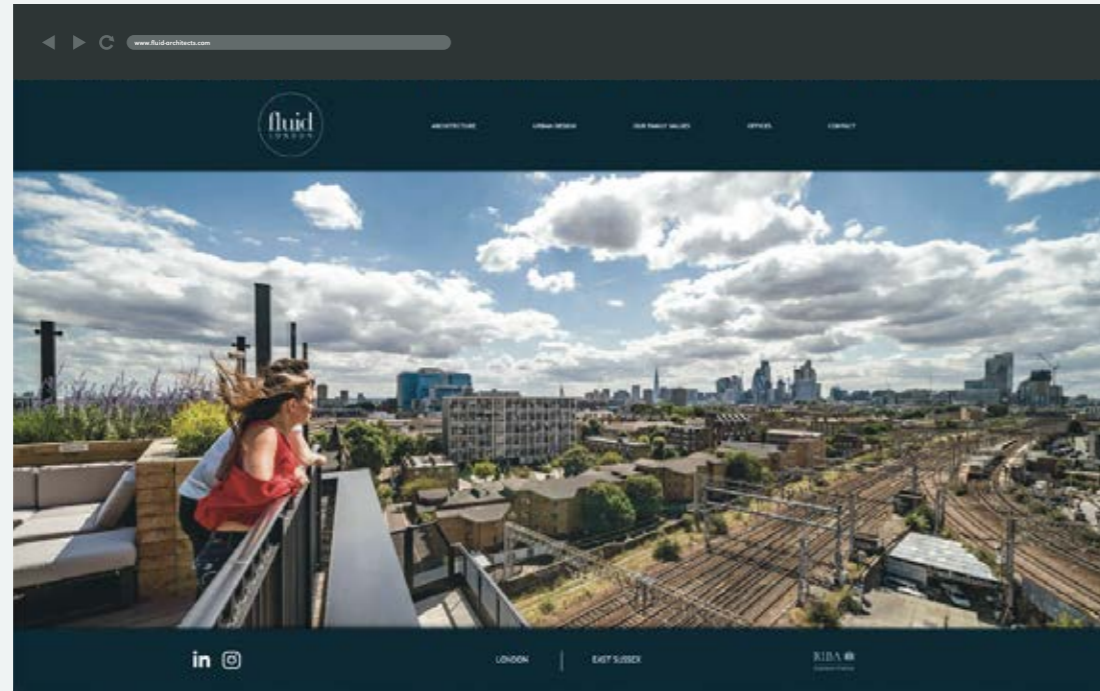 www.fluid-architects.com
fluid
LONDON
ARCHITECTURE
URBAN DESIGN
OUR FAMILY VALUES
OFFICES
CONTACT
in
LONDON
EAST SUSSEX
RIBA